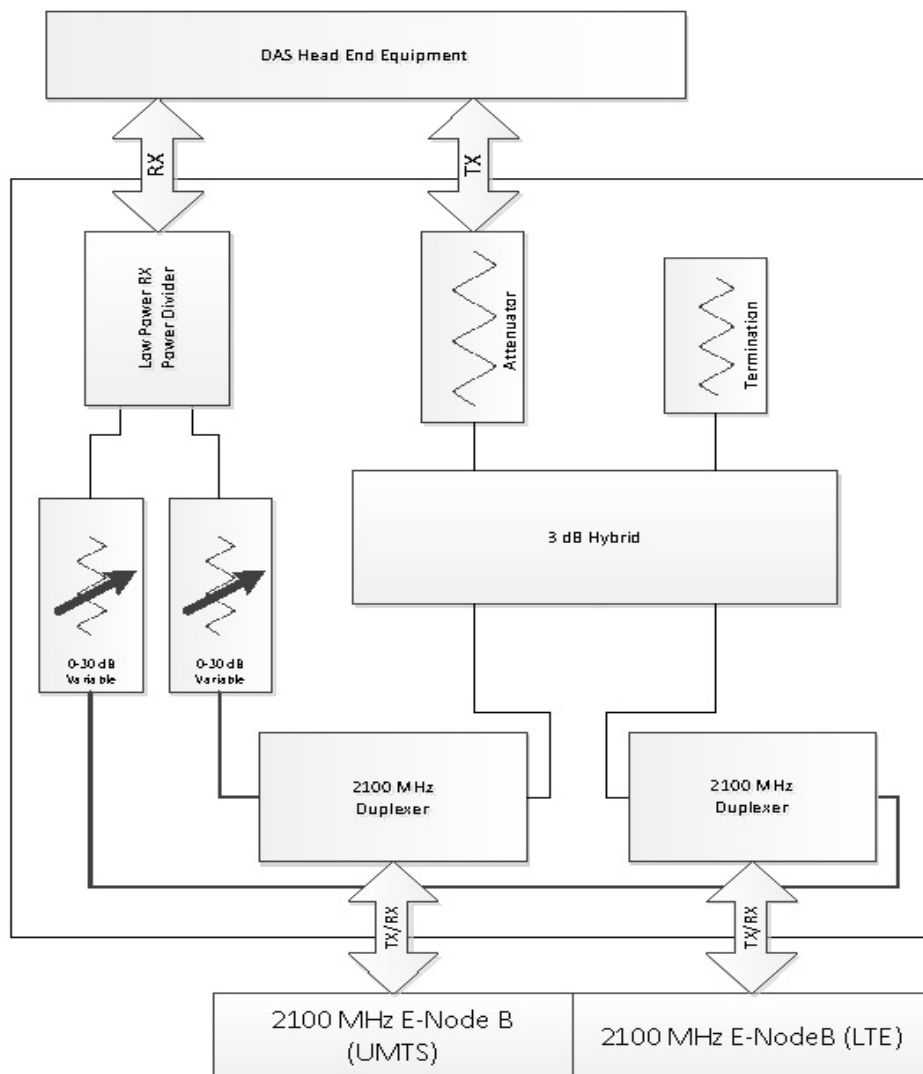 DAS Head End Equipment
RX
TX
Low Power RX
Power Divider
Attenuator
Termination
3 dB Hybrid
0-30 dB
Variable
0-30 dB
Variable
2100 MHz
Duplexer
2100 MHz
Duplexer
TX/RX
TX/RX
2100 MHz E-Node B
(UMTS)
2100 MHz E-NodeB (LTE)